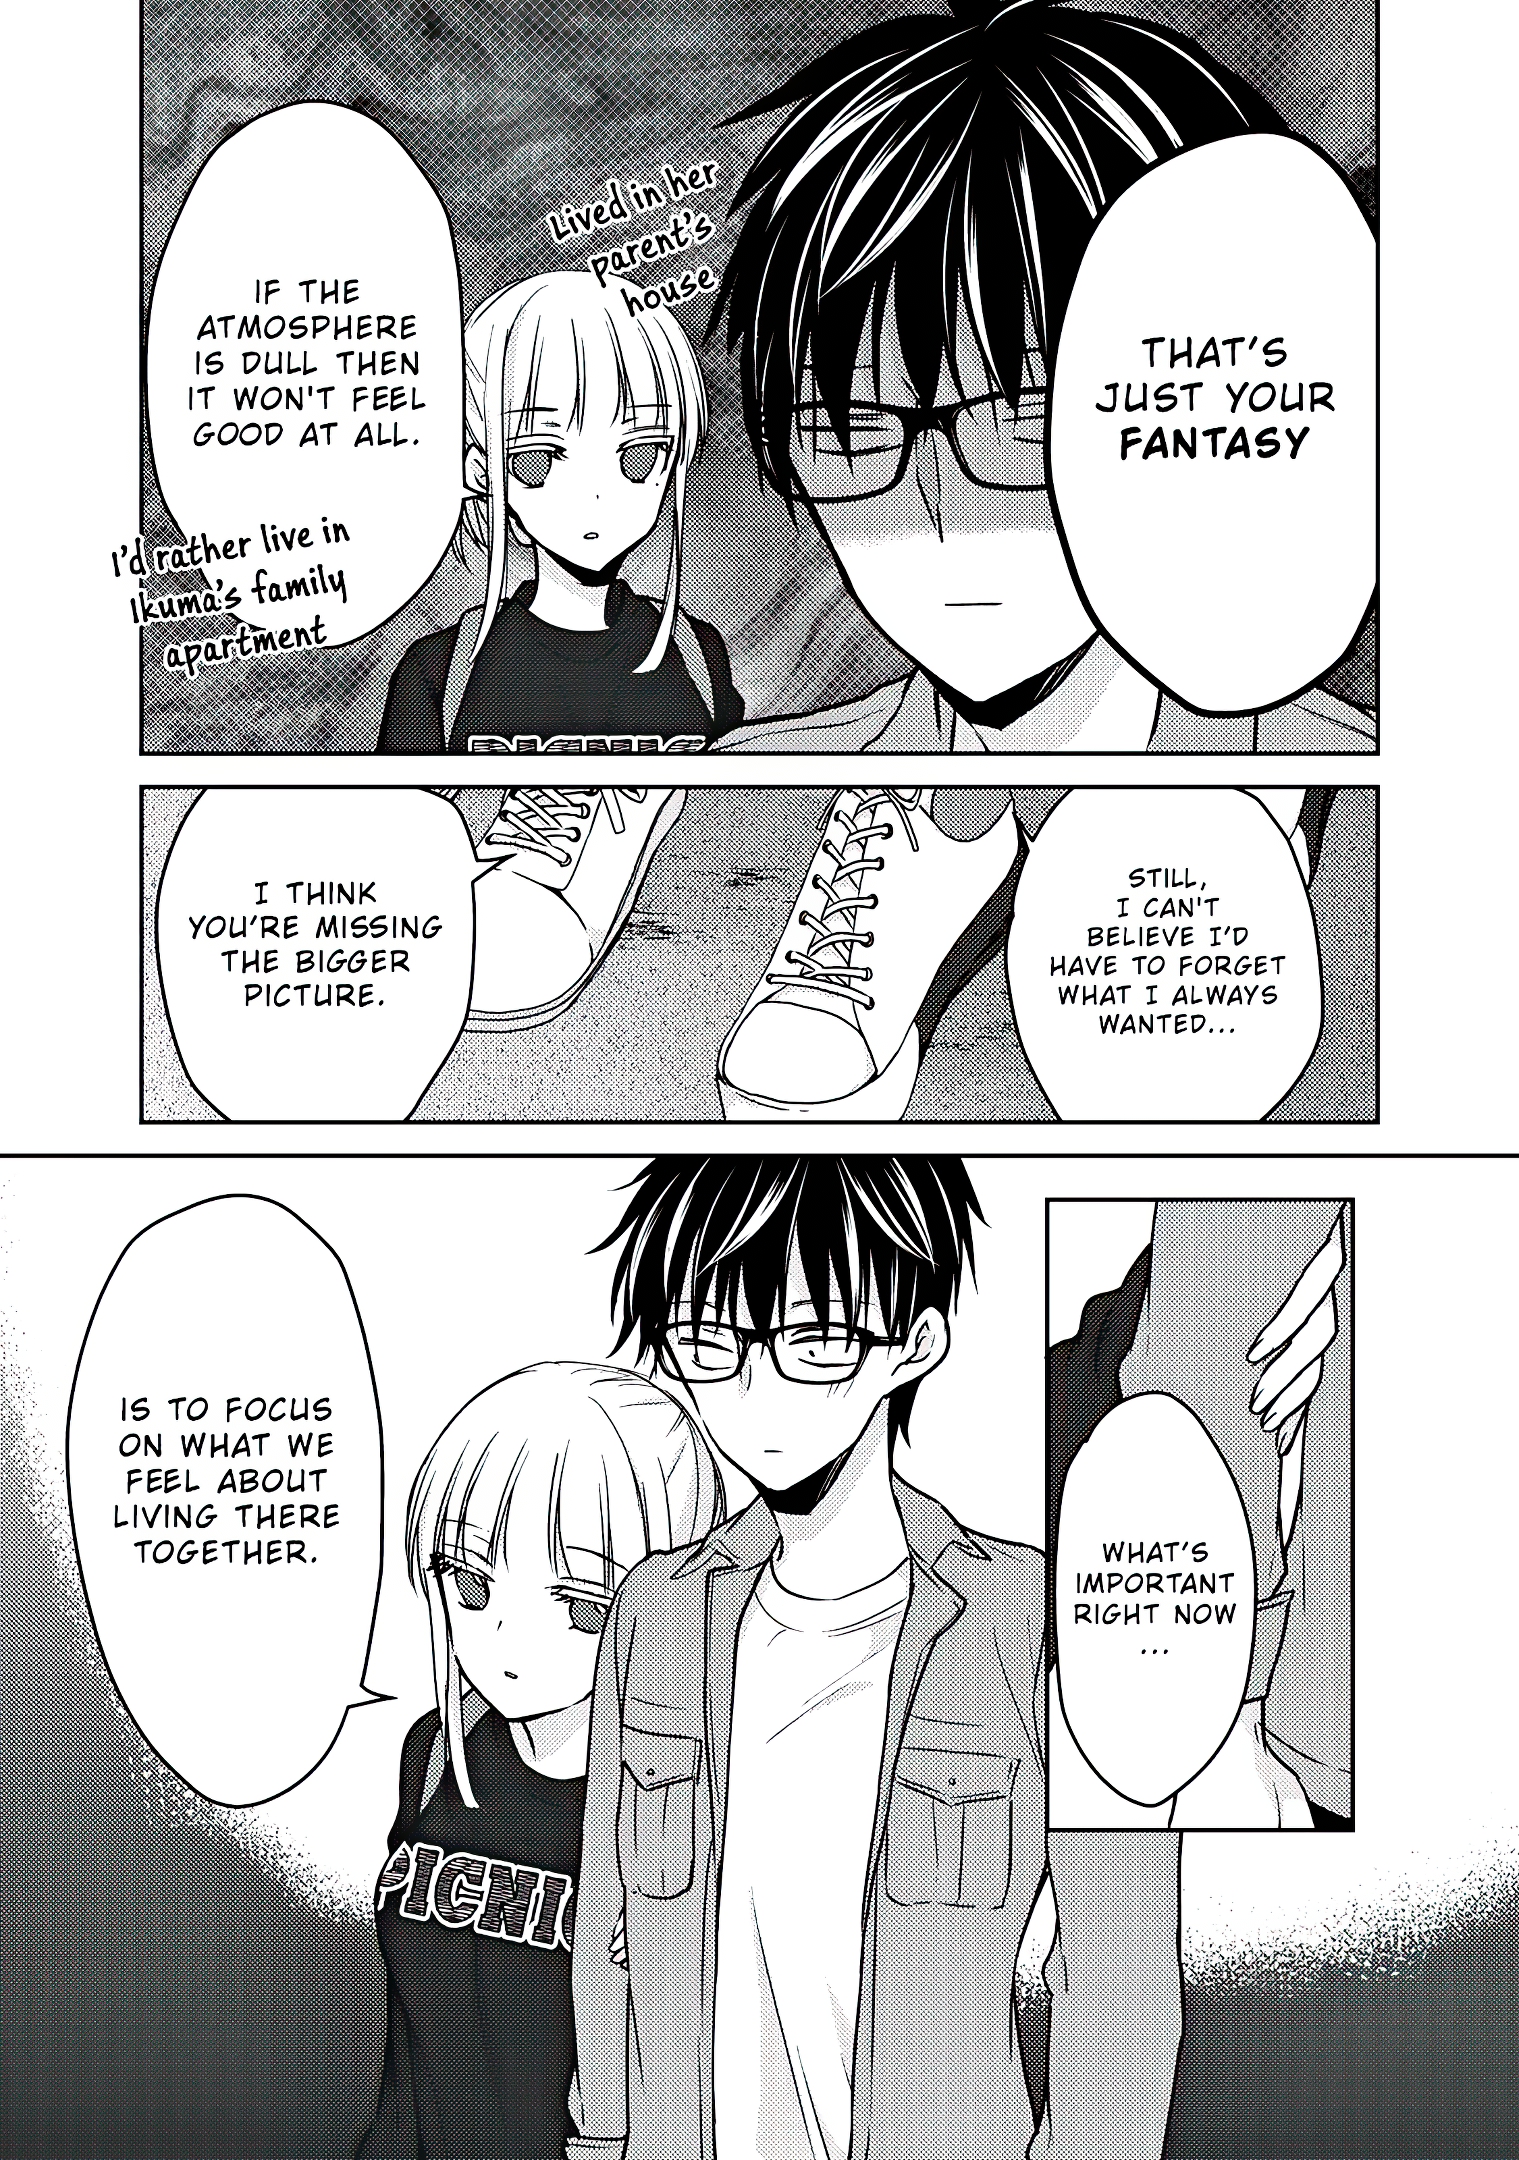 THAT'S
JUST YOUR
FANTASY
Lived in her
parent's
house
IF THE
ATMOSPHERE
IS DULL THEN
IT WON'T FEEL
GOOD AT ALL.
I'd rather live in
Ikuma's family
apartment
PICNIC
STILL,
I CAN'T
BELIEVE I'D
HAVE TO FORGET
WHAT I ALWAYS
WANTED...
I THINK
YOU'RE MISSING
THE BIGGER
PICTURE.
WHAT'S
IMPORTANT
RIGHT NOW
...
IS TO FOCUS
ON WHAT WE
FEEL ABOUT
LIVING THERE
TOGETHER.
PICNI